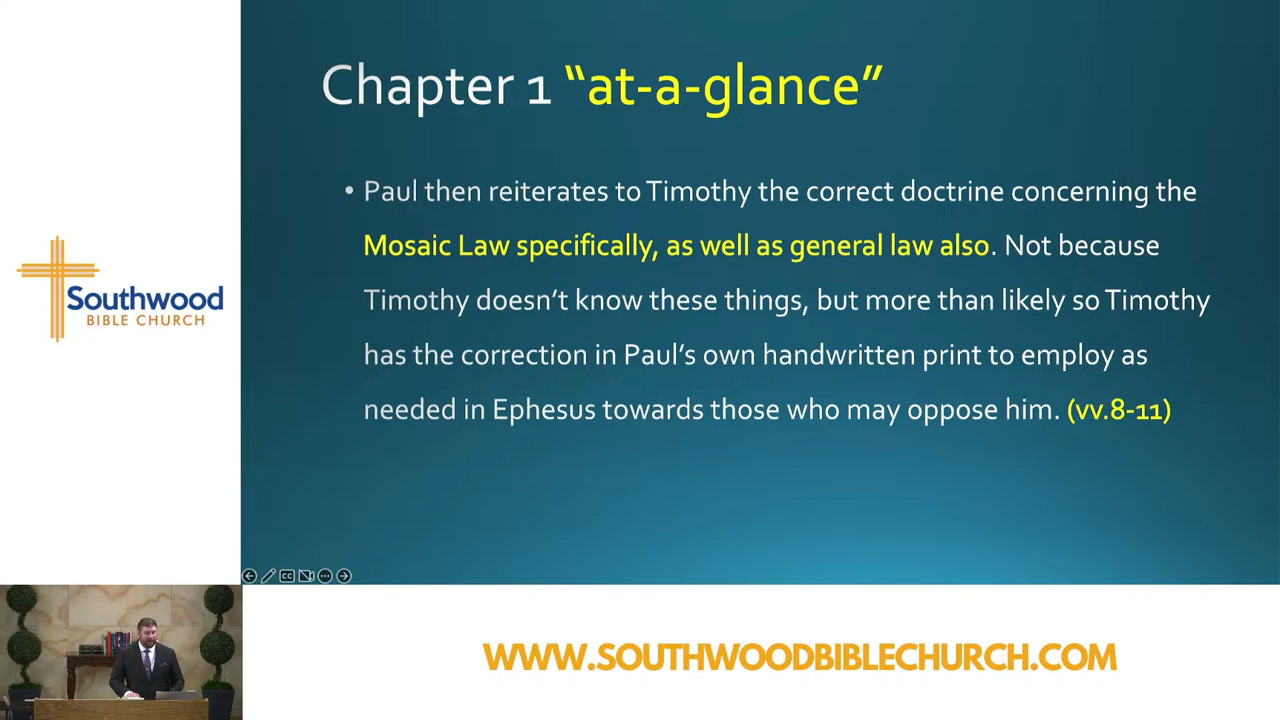 Chapter 1 “at-a-glance”
• Paul then reiterates to Timothy the correct doctrine concerning the
Mosaic Law specifically, as well as general law also. Not because
Timothy doesn’t know these things, but more than likely so Timothy
has the correction in Paul’s own handwritten print to employ as
needed in Ephesus towards those who may oppose him. (vv.8-11)
Southwood
BIBLE CHURCH
CC
WWW.SOUTHWOODBIBLECHURCH.COM